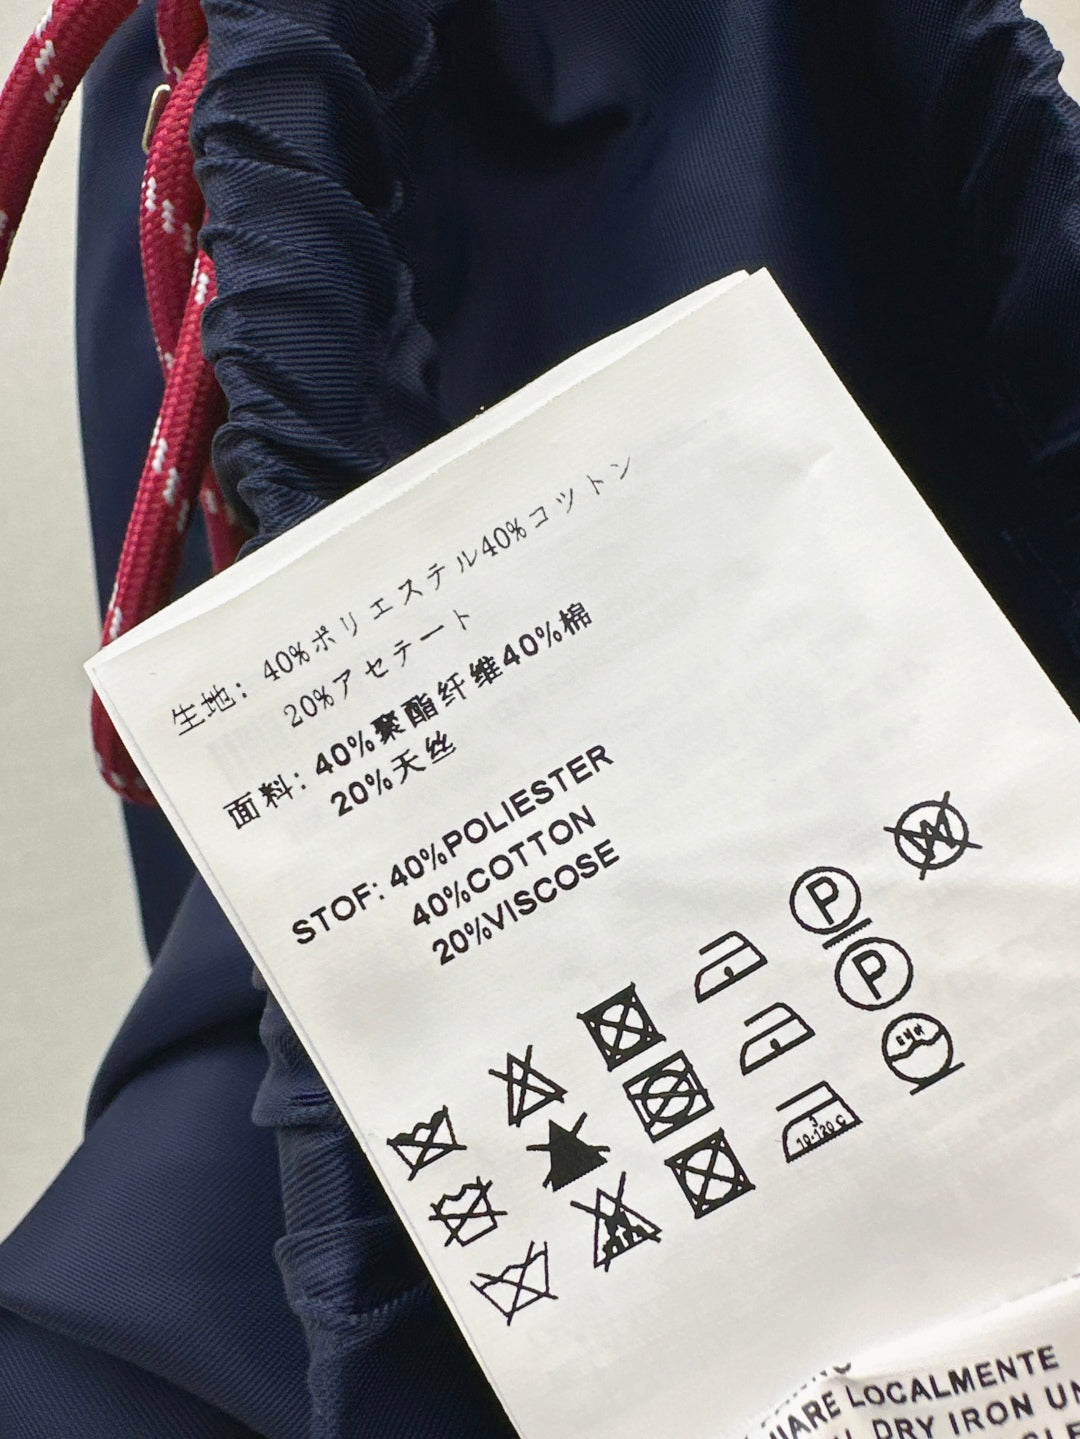 生地: 40%ポリエステル40%コツトン
20%アセテート
面料: 40%聚酯纤维40%棉
20%天丝
STOF: 40%POLIESTER
40%COTTON
20%VISCOSE
W
P
P
10-120 C
LOCALMENTE
DRY IRON